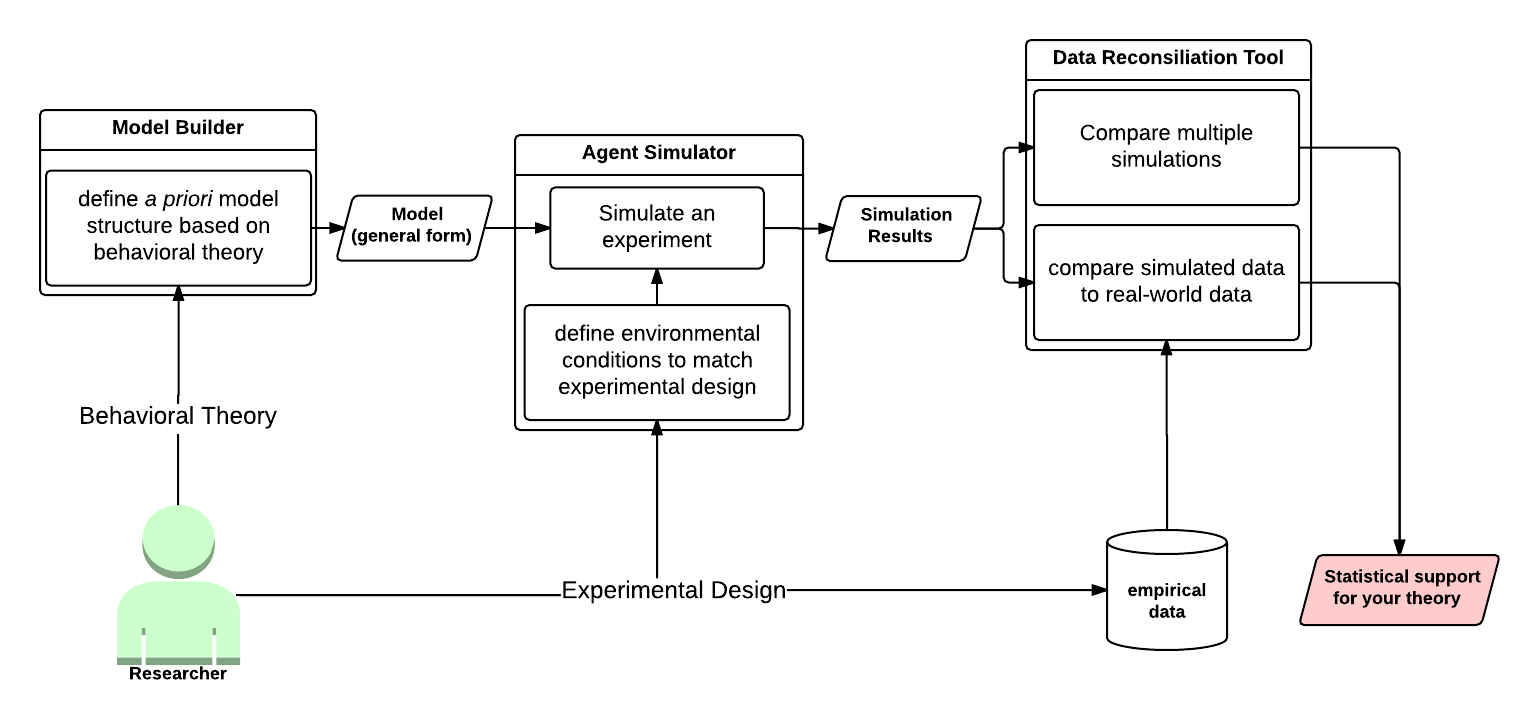 Model Builder
define a priori model
structure based on
behavioral theory
Model
(general form)
Agent Simulator
Simulate an
experiment
define environmental
conditions to match
experimental design
Simulation
Results
Data Reconsiliation Tool
Compare multiple
simulations
compare simulated data
to real-world data
Behavioral Theory
Researcher
Experimental Design
empirical
data
Statistical support
for your theory